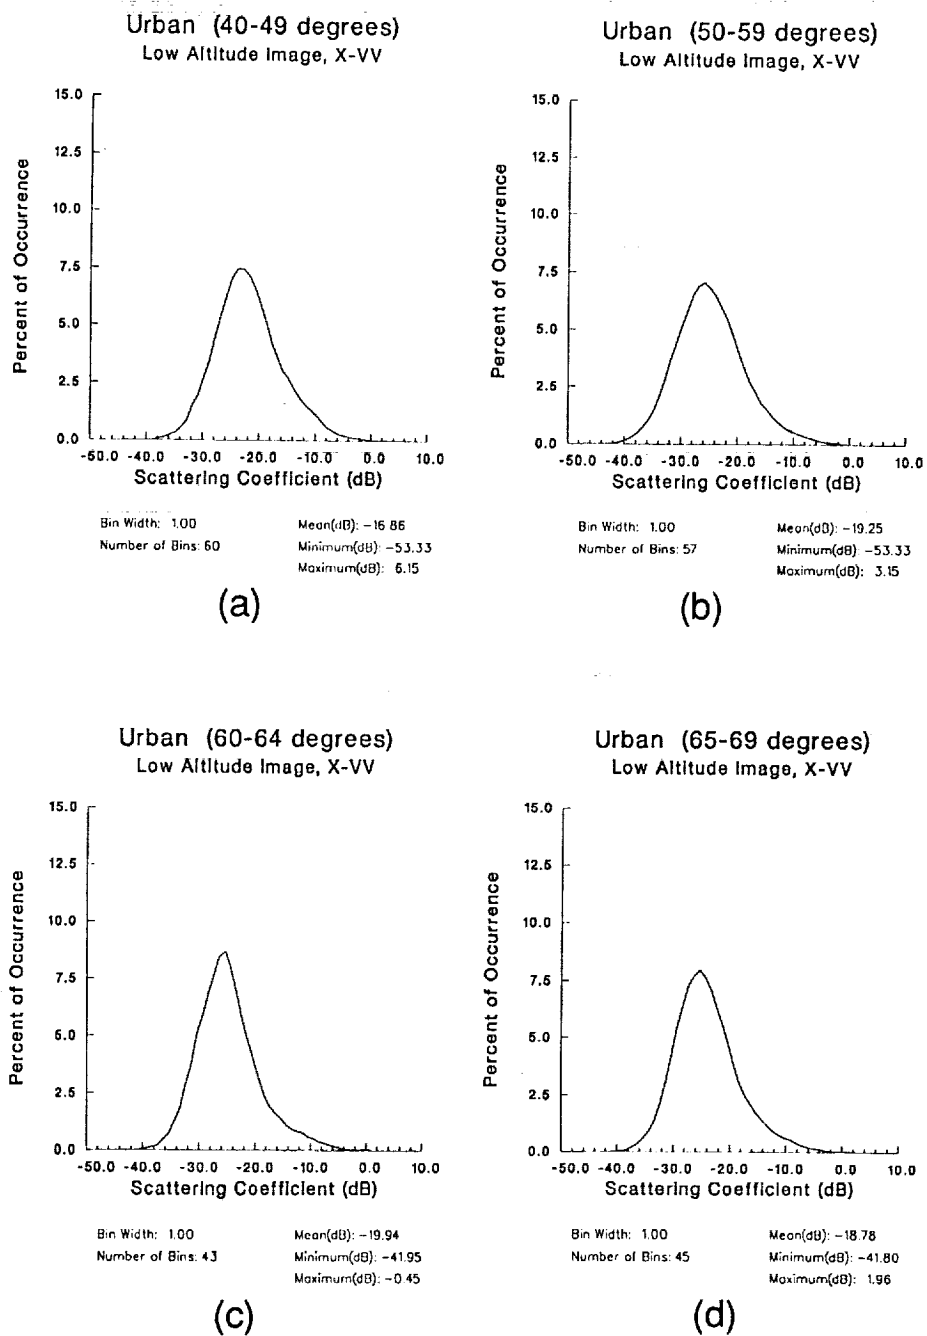 Urban (40-49 degrees)
Low Altitude Image, X-VV
15.0
12.5
10.0
7.5
5.0
2.5
0.0
Percent of Occurrence
-50.0 -40.0 -30.0 -20.0 -10.0 0.0 10.0
Scattering Coefficient (dB)
Bin Width: 1.00
Number of Bins: 60
Mean(dB): -16.86
Minimum(dB): -53.33
Maximum(dB): 6.15
(a)
Urban (50-59 degrees)
Low Altitude Image, X-VV
15.0
12.5
10.0
7.5
5.0
2.5
0.0
Percent of Occurrence
-50.0 -40.0 -30.0 -20.0 -10.0 0.0 10.0
Scattering Coefficient (dB)
Bin Width: 1.00
Number of Bins: 57
Mean(dB): -19.25
Minimum(dB): -53.33
Maximum(dB): 3.15
(b)
Urban (60-64 degrees)
Low Altitude Image, X-VV
15.0
12.5
10.0
7.5
5.0
2.5
0.0
Percent of Occurrence
-50.0 -40.0 -30.0 -20.0 -10.0 0.0 10.0
Scattering Coefficient (dB)
Bin Width: 1.00
Number of Bins: 43
Mean(dB): -19.94
Minimum(dB): -41.95
Maximum(dB): -0.45
(c)
Urban (65-69 degrees)
Low Altitude Image, X-VV
15.0
12.5
10.0
7.5
5.0
2.5
0.0
Percent of Occurrence
-50.0 -40.0 -30.0 -20.0 -10.0 0.0 10.0
Scattering Coefficient (dB)
Bin Width: 1.00
Number of Bins: 45
Mean(dB): -18.78
Minimum(dB): -41.80
Maximum(dB): 1.96
(d)